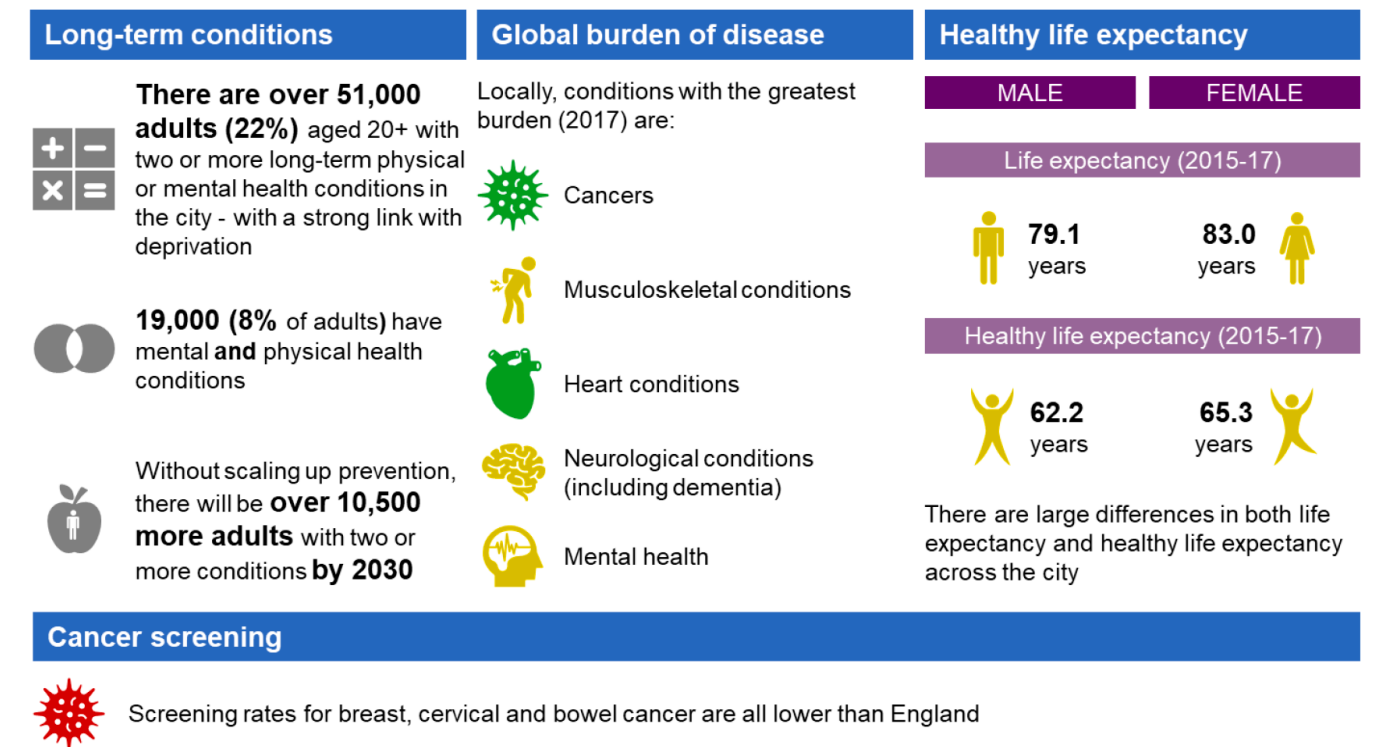 Long-term conditions
There are over 51,000
adults (22%) aged 20+ with
two or more long-term physical
or mental health conditions in
the city - with a strong link with
deprivation
19,000 (8% of adults) have
mental and physical health
conditions
Without scaling up prevention,
there will be over 10,500
more adults with two or
more conditions by 2030
Global burden of disease
Locally, conditions with the greatest
burden (2017) are:
Cancers
Musculoskeletal conditions
Heart conditions
Neurological conditions
(including dementia)
Mental health
Healthy life expectancy
MALE
FEMALE
Life expectancy (2015-17)
79.1
years
83.0
years
Healthy life expectancy (2015-17)
62.2
years
65.3
years
There are large differences in both life
expectancy and healthy life expectancy
across the city
Cancer screening
Screening rates for breast, cervical and bowel cancer are all lower than England